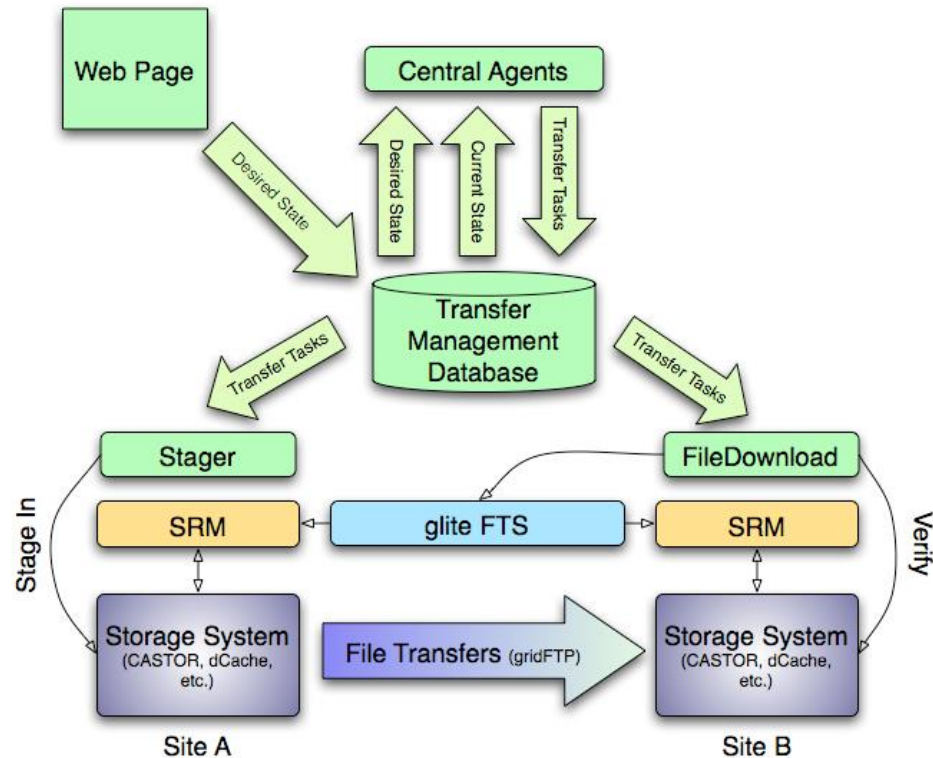 Web Page
Central Agents
Desired State
Desired State
Current State
Transfer Tasks
Transfer
Management
Database
Transfer Tasks
Transfer Tasks
Stager
FileDownload
Stage In
SRM
glite FTS
SRM
Verify
Storage System
(CASTOR, dCache,
etc.)
File Transfers (gridFTP)
Storage System
(CASTOR, dCache,
etc.)
Site A
Site B